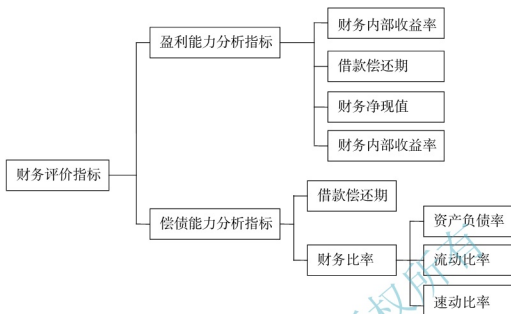 财务内部收益率
盈利能力分析指标
借款偿还期
财务净现值
财务内部收益率
财务评价指标
借款偿还期
偿债能力分析指标
资产负债率
财务比率
流动比率
速动比率
权所有